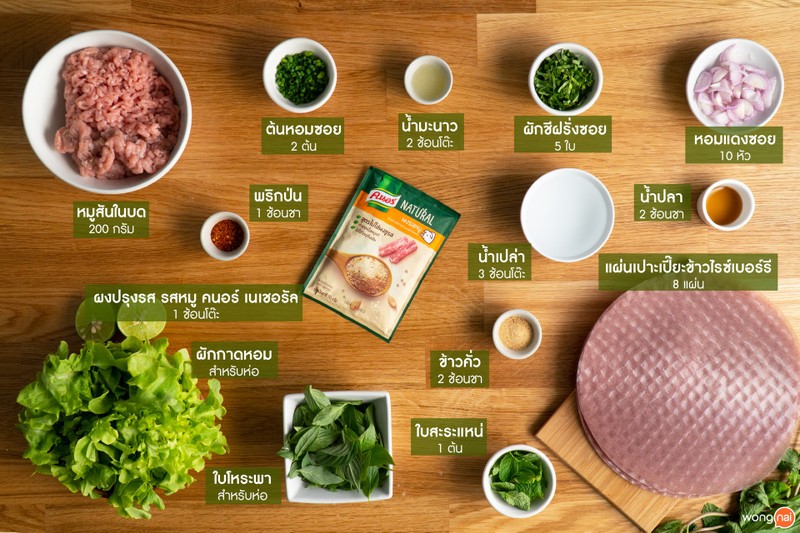 ต้นหอมซอย
2 ต้น
น้ำมะนาว
2 ช้อนโต๊ะ
ผักชีฝรั่งซอย
5 ใบ
หอมแดงซอย
10 หัว
หมูสันในบด
200 กรัม
พริกป่น
1 ช้อนชา
คนอร์
NATURAL
น้ำเปล่า
3 ช้อนโต๊ะ
น้ำปลา
2 ช้อนชา
แผ่นเปาะเปี๊ยะข้าวไรซ์เบอร์รี
8 แผ่น
ผงปรุงรส รสหมู คนอร์ เนเชอรัล
1 ช้อนโต๊ะ
ผักกาดหอม
สำหรับห่อ
ข้าวคั่ว
2 ช้อนชา
ใบสะระแหน่
1 ต้น
ใบโหระพา
สำหรับห่อ
wongnai